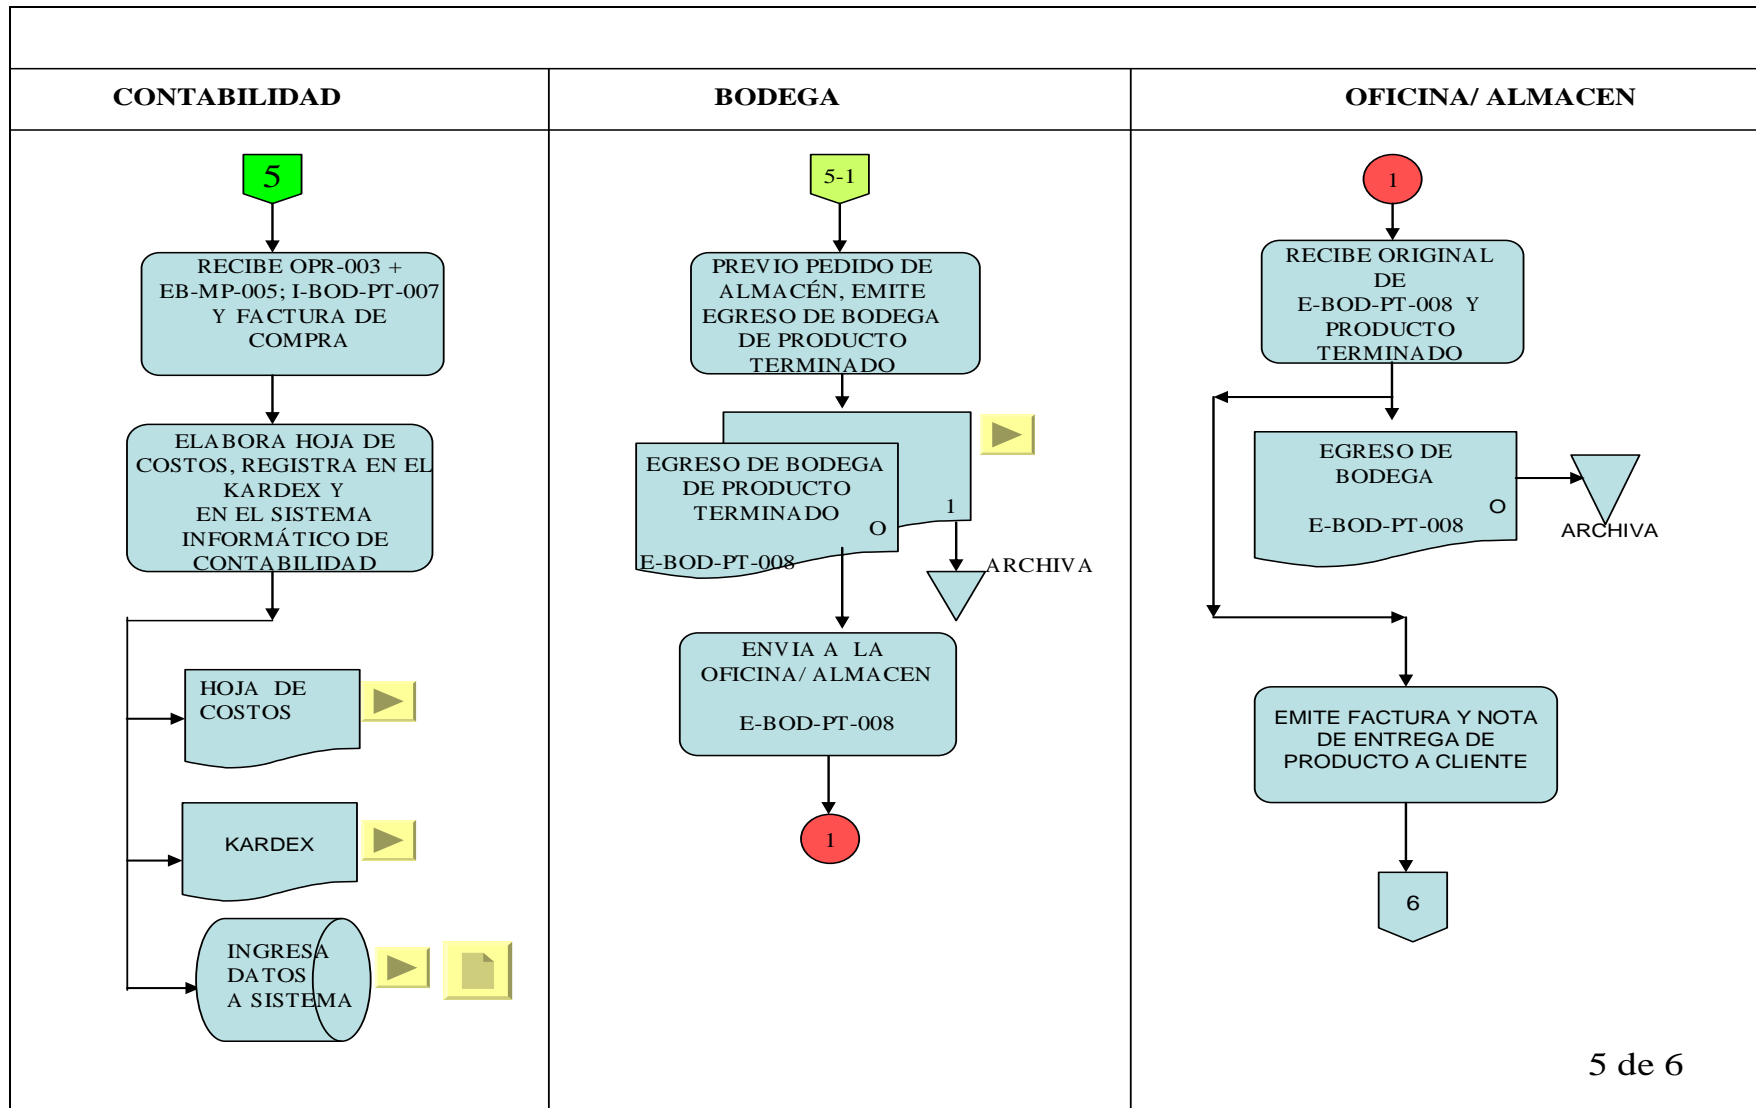 CONTABILIDAD
BODEGA
OFICINA/ ALMACEN
5
RECIBE OPR-003 +
EB-MP-005; I-BOD-PT-007
Y FACTURA DE
COMPRA
ELABORA HOJA DE
COSTOS, REGISTRA EN EL
KARDEX Y
EN EL SISTEMA
INFORMÁTICO DE
CONTABILIDAD
HOJA DE
COSTOS
KARDEX
INGRESA
DATOS
A SISTEMA
5-1
PREVIO PEDIDO DE
ALMACÉN, EMITE
EGRESO DE BODEGA
DE PRODUCTO
TERMINADO
EGRESO DE BODEGA
DE PRODUCTO
TERMINADO
O
1
E-BOD-PT-008
ARCHIVA
ENVIA A LA
OFICINA/ ALMACEN
E-BOD-PT-008
1
1
RECIBE ORIGINAL
DE
E-BOD-PT-008 Y
PRODUCTO
TERMINADO
EGRESO DE
BODEGA
O
E-BOD-PT-008
ARCHIVA
EMITE FACTURA Y NOTA
DE ENTREGA DE
PRODUCTO A CLIENTE
6
5 de 6